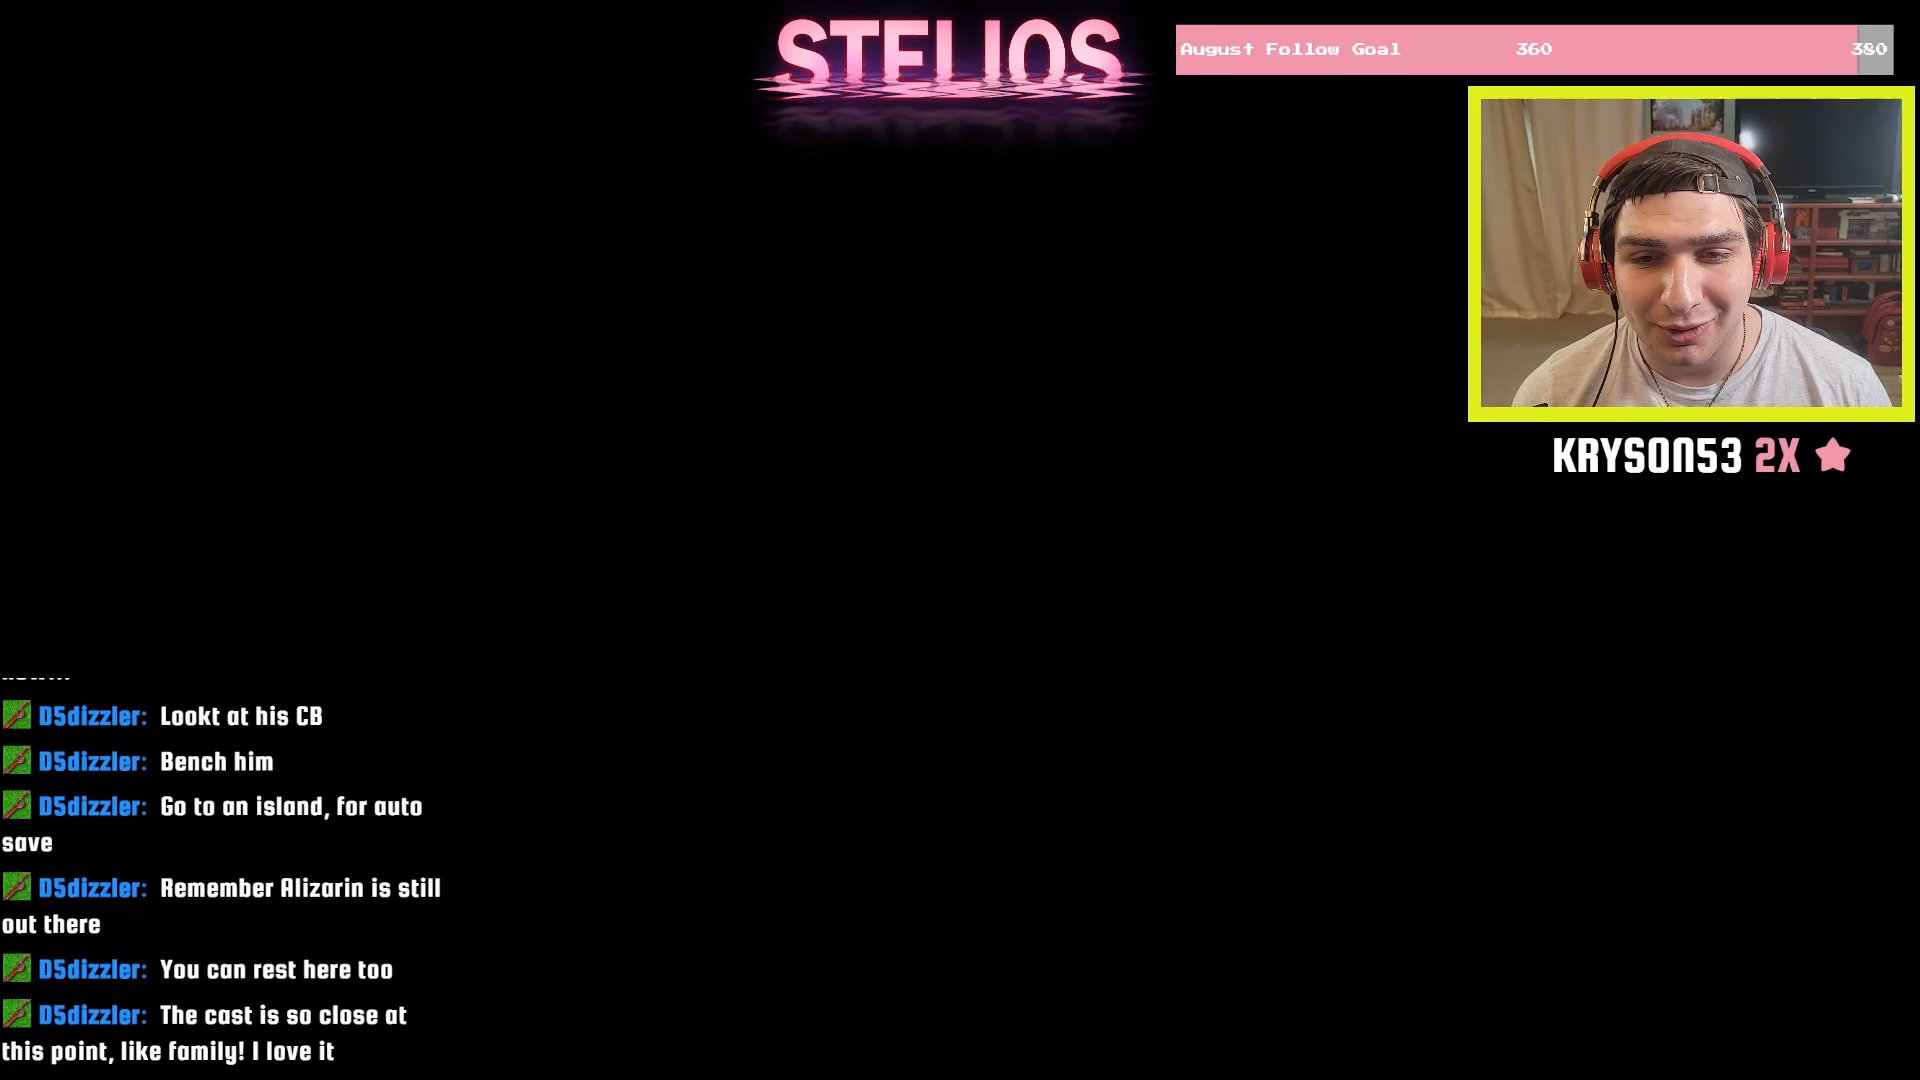 STELIOS
August Follow Goal 360 380
KRYSON53 2X
D5dizzler: Lookt at his CB
D5dizzler: Bench him
D5dizzler: Go to an island, for auto
save
D5dizzler: Remember Alizarin is still
out there
D5dizzler: You can rest here too
D5dizzler: The cast is so close at
this point, like family! I love it